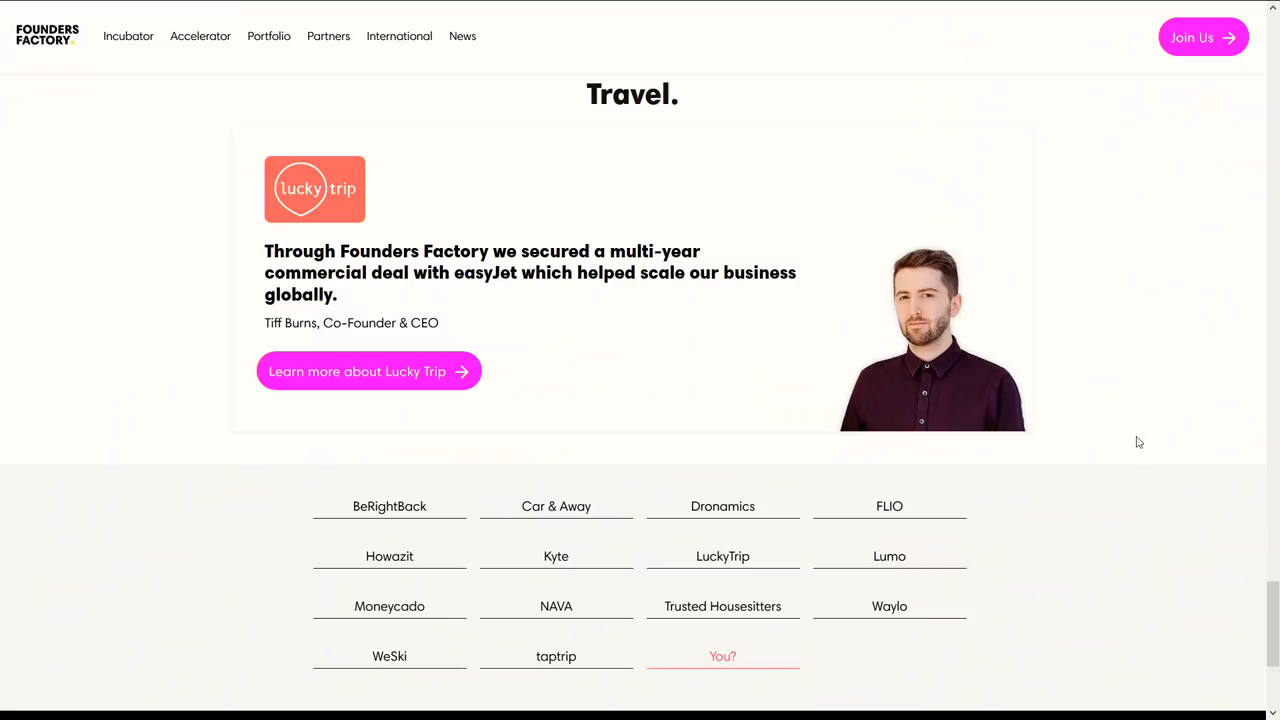 FOUNDERS
FACTORY.
Incubator Accelerator Portfolio Partners International News
Join Us
Travel.
lucky trip
Through Founders Factory we secured a multi-year
commercial deal with easyJet which helped scale our business
globally.
Tiff Burns, Co-Founder & CEO
Learn more about Lucky Trip
BeRightBack Car & Away Dronamics FLIO
Howazit Kyte LuckyTrip Lumo
Moneycado NAVA Trusted Housesitters Waylo
WeSki taptrip You?